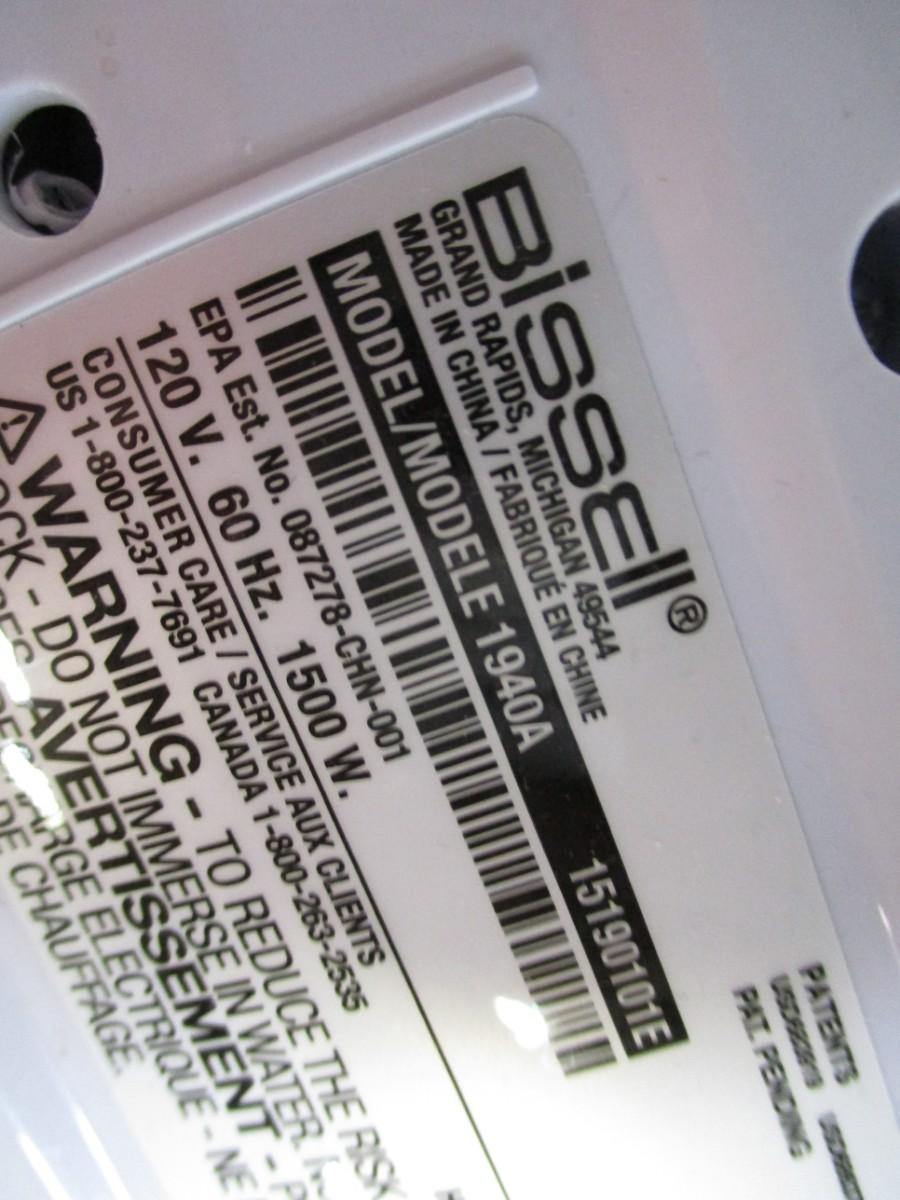 BISSELL®
GRAND RAPIDS, MICHIGAN 49544
MADE IN CHINA / FABRIQUÉ EN CHINE
MODEL/MODELE 1940A 15190101E
EPA Est. No. 087278-CHN-001
120 V. 60 Hz. 1500 W.
CONSUMER CARE / SERVICE AUX CLIENTS
US 1-800-237-7691 CANADA 1-800-263-2535
WARNING - TO REDUCE THE RISK
OCK - DO NOT IMMERSE IN WATER.
AVERTISSEMENT -
ARGE ELECTRIQUE - NE
DE CHAUFFAGE.
PATENTS
PAT. PENDING